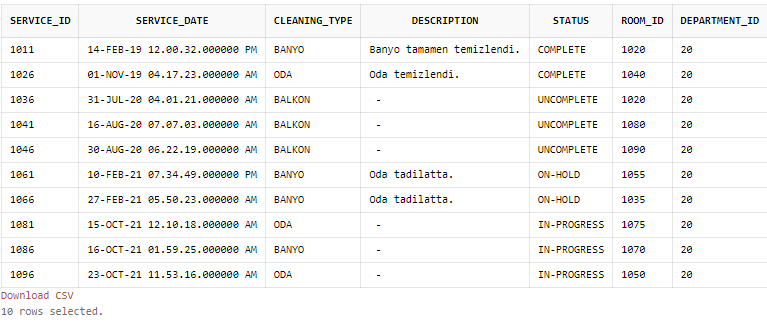 SERVICE_ID SERVICE_DATE CLEANING_TYPE DESCRIPTION STATUS ROOM_ID DEPARTMENT_ID
1011 14-FEB-19 12.00.32.000000 PM BANYO Banyo tamamen temizlendi. COMPLETE 1020 20
1026 01-NOV-19 04.17.23.000000 AM ODA Oda temizlendi. COMPLETE 1040 20
1036 31-JUL-20 04.01.21.000000 AM BALKON - UNCOMPLETE 1020 20
1041 16-AUG-20 07.07.03.000000 AM BALKON - UNCOMPLETE 1080 20
1046 30-AUG-20 06.22.19.000000 AM BALKON - UNCOMPLETE 1090 20
1061 10-FEB-21 07.34.49.000000 PM BANYO Oda tadilatta. ON-HOLD 1055 20
1066 27-FEB-21 05.50.23.000000 AM BANYO Oda tadilatta. ON-HOLD 1035 20
1081 15-OCT-21 12.10.18.000000 AM ODA - IN-PROGRESS 1075 20
1086 16-OCT-21 01.59.25.000000 AM BANYO - IN-PROGRESS 1070 20
1096 23-OCT-21 11.53.16.000000 AM ODA - IN-PROGRESS 1050 20
Download CSV
10 rows selected.